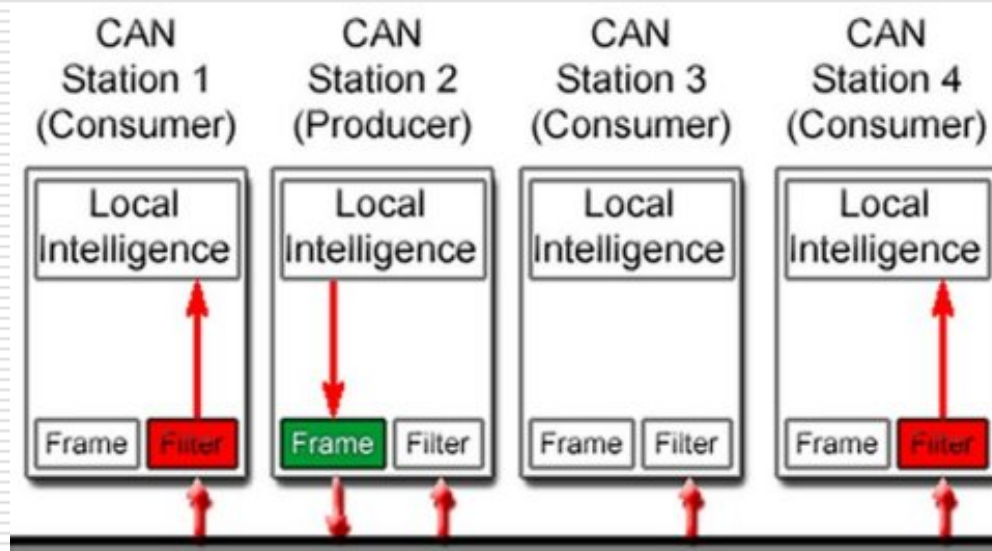 CAN
Station 1
(Consumer)
CAN
Station 2
(Producer)
CAN
Station 3
(Consumer)
CAN
Station 4
(Consumer)
Local
Intelligence
Local
Intelligence
Local
Intelligence
Local
Intelligence
Frame
Filter
Frame
Filter
Frame
Filter
Frame
Filter